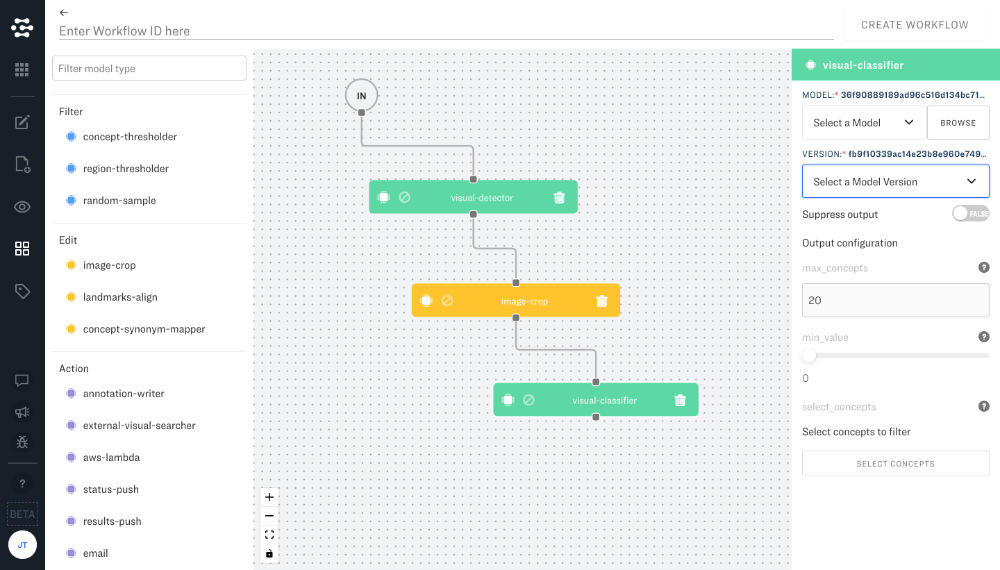 Enter Workflow ID here
CREATE WORKFLOW
Filter model type
Filter
concept-thresholder
region-thresholder
random-sample
Edit
image-crop
landmarks-align
concept-synonym-mapper
Action
annotation-writer
external-visual-searcher
aws-lambda
status-push
results-push
email
?
BETA
JT
IN
visual-detector
image-crop
visual-classifier
visual-classifier
MODEL:* 36f90889189ad96c516d134bc71...
Select a Model
BROWSE
VERSION:* fb9f10339ac14e23b8e960e749...
Select a Model Version
Suppress output
FALSE
Output configuration
max_concepts
?
20
min_value
?
0
select_concepts
?
Select concepts to filter
SELECT CONCEPTS